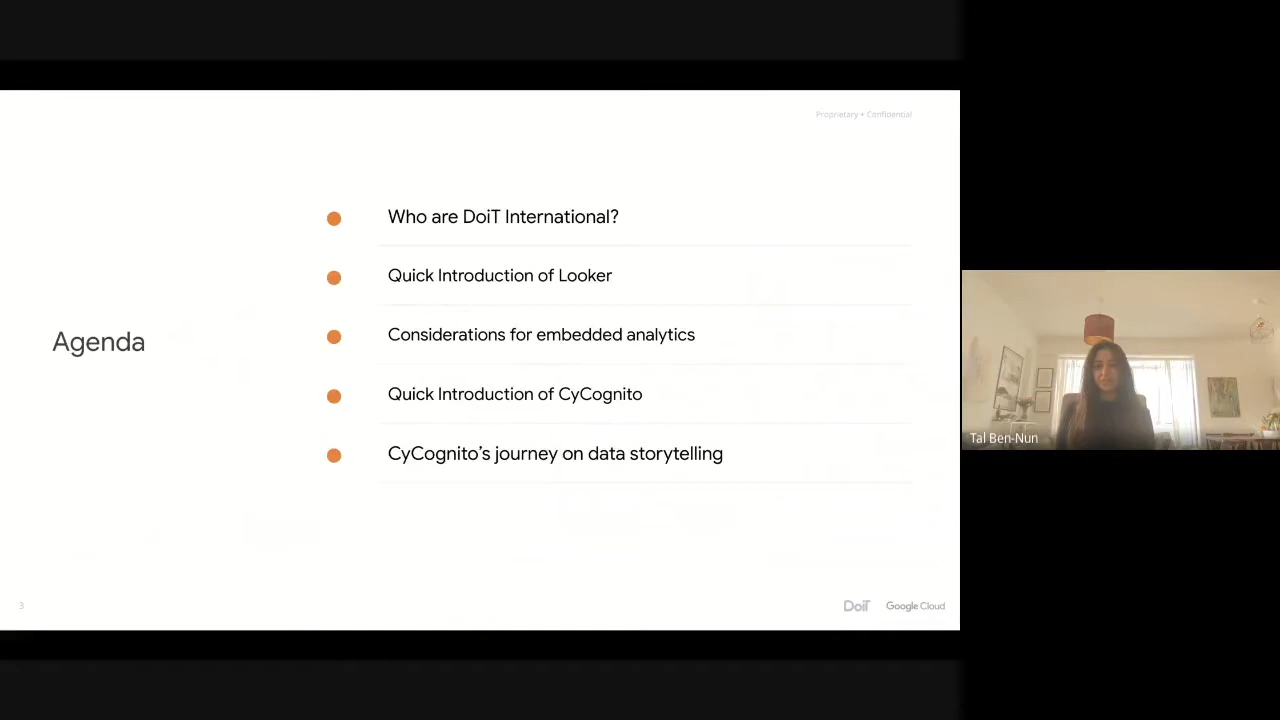 Proprietary + Confidential
Who are DoiT International?
Quick Introduction of Looker
Considerations for embedded analytics
Agenda
Quick Introduction of CyCognito
CyCognito's journey on data storytelling
3
DoiT
Google Cloud
Tal Ben-Nun